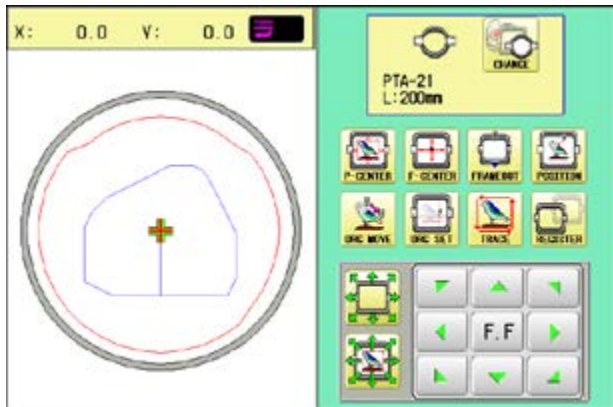 X: 0.0 Y: 0.0
CHANGE
PTA-21
L:200mm
P-CENTER F-CENTER FRAMEOUT POSITION
ORG MOVE ORG SET TRACE REGISTER
F.F